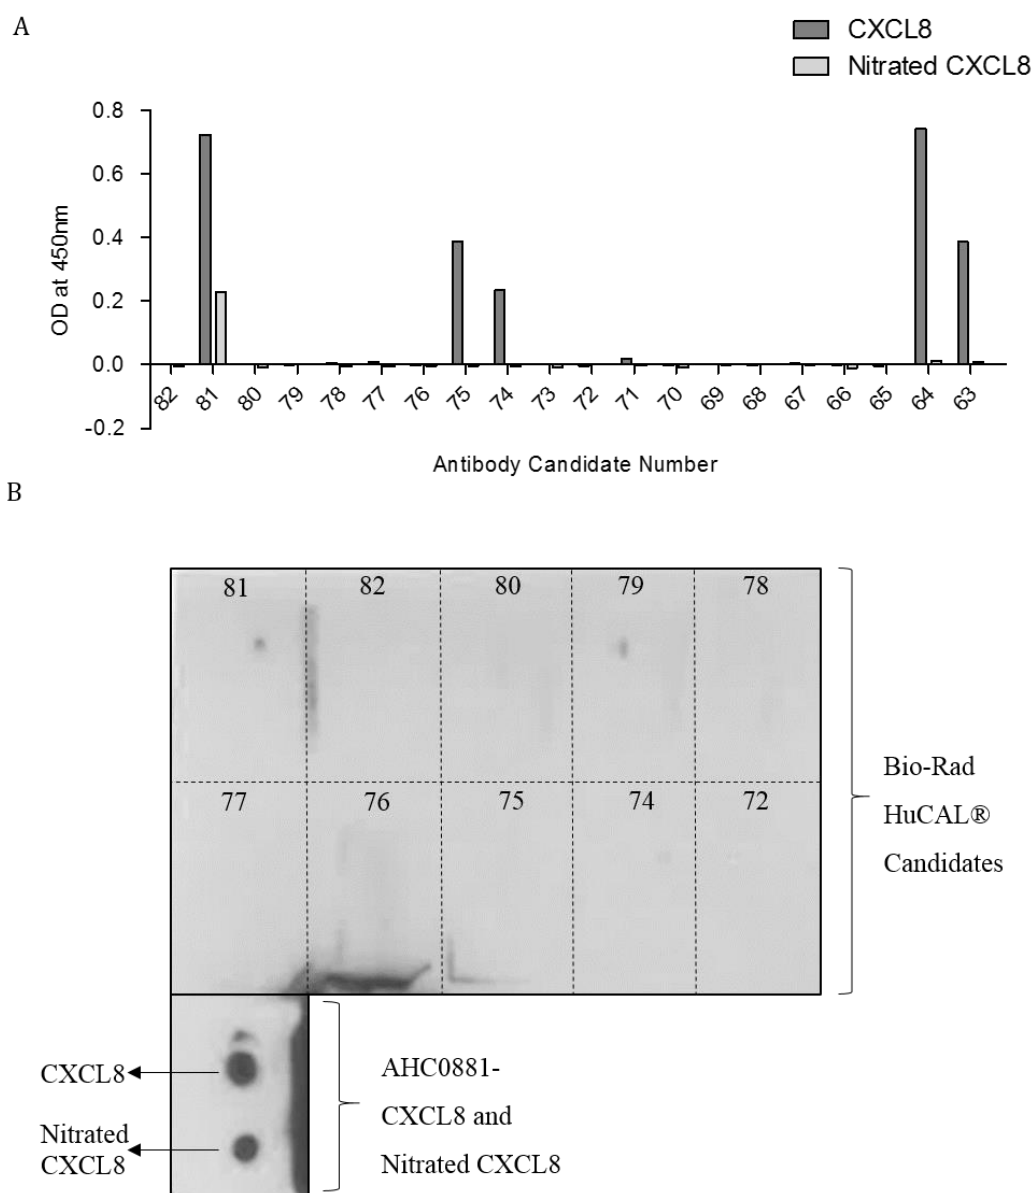 A
CXCL8
Nitrated CXCL8
0.8
0.6
0.4
0.2
0.0
-0.2
OD at 450nm
82 81 80 79 78 77 76 75 74 73 72 71 70 69 68 67 66 65 64 63
Antibody Candidate Number
B
81 82 80 79 78
77 76 75 74 72
Bio-Rad
HuCAL®
Candidates
CXCL8
Nitrated
CXCL8
AHC0881-
CXCL8 and
Nitrated CXCL8